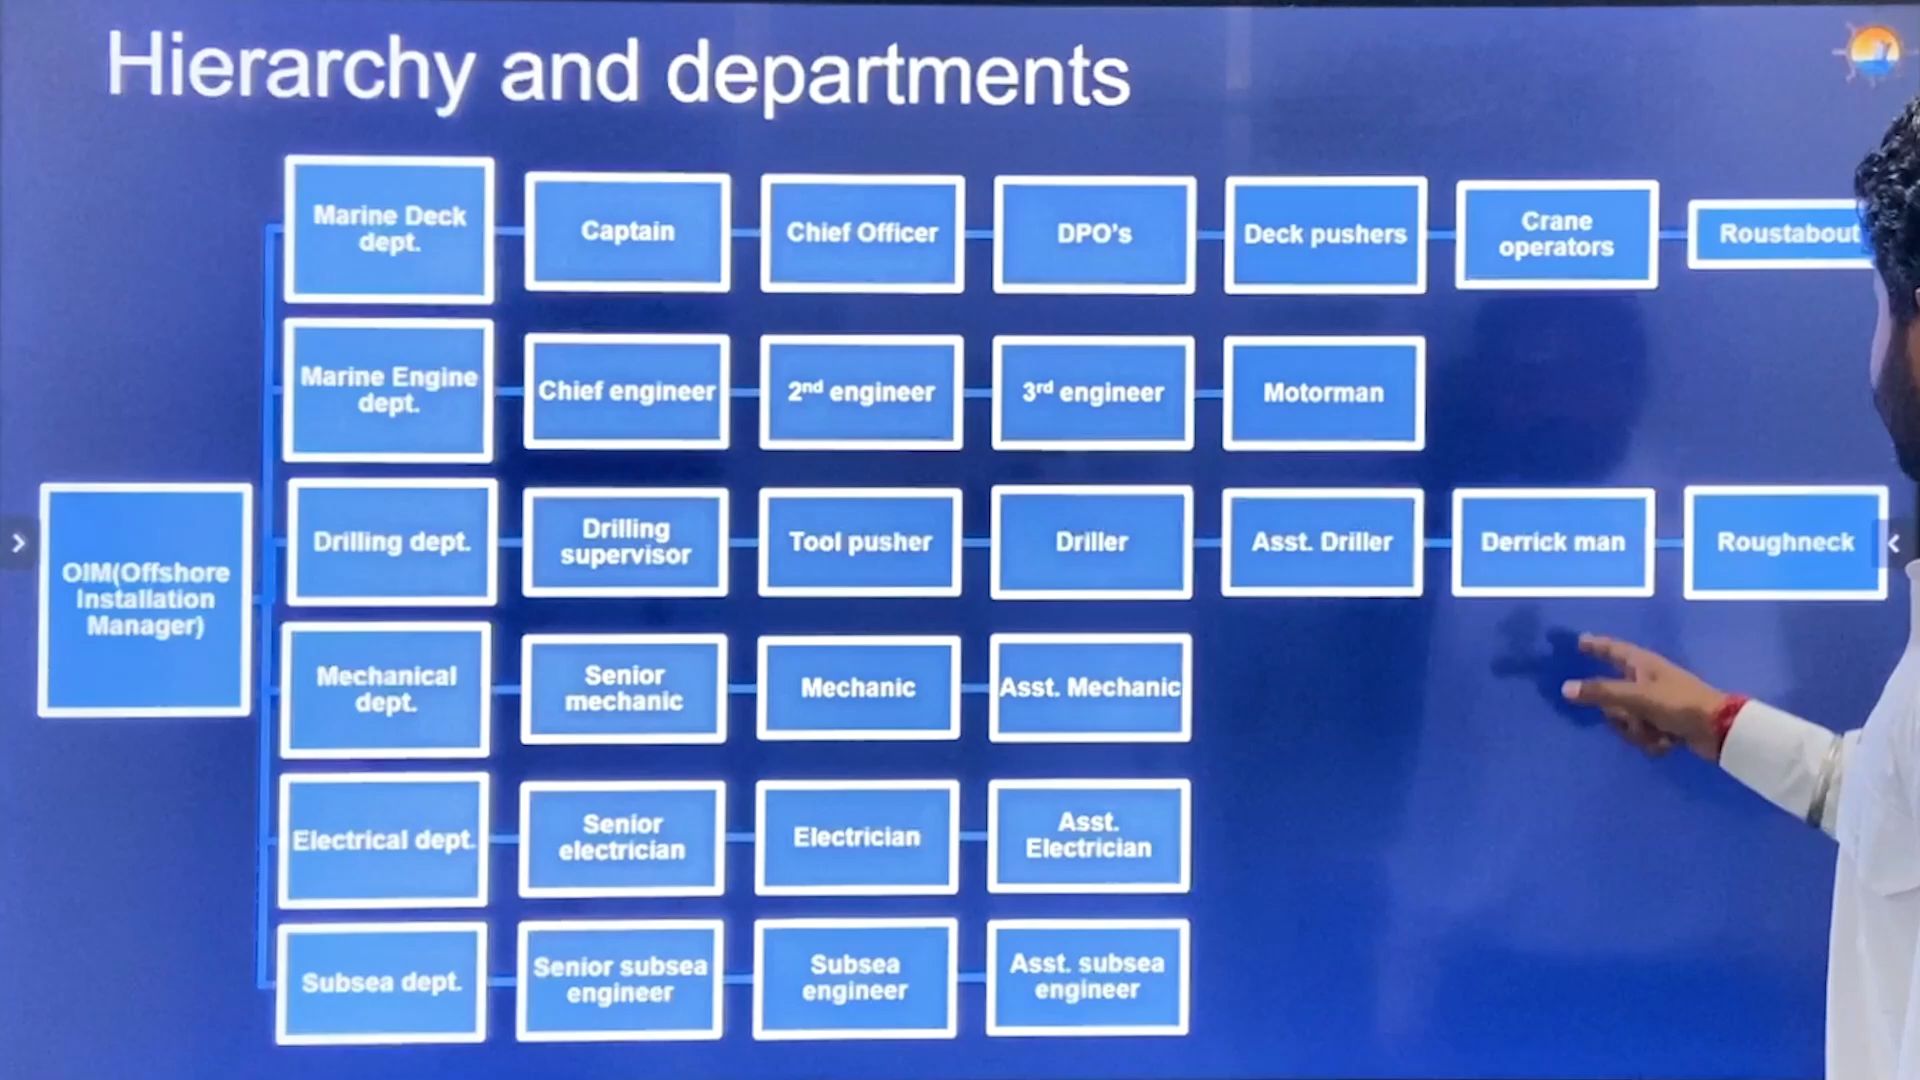 Hierarchy and departments
Marine Deck
dept.
Captain
Chief Officer
DPO's
Deck pushers
Crane
operators
Roustabout
Marine Engine
dept.
Chief engineer
2nd engineer
3rd engineer
Motorman
OIM(Offshore
Installation
Manager)
Drilling dept.
Drilling
supervisor
Tool pusher
Driller
Asst. Driller
Derrick man
Roughneck
Mechanical
dept.
Senior
mechanic
Mechanic
Asst. Mechanic
Electrical dept.
Senior
electrician
Electrician
Asst.
Electrician
Subsea dept.
Senior subsea
engineer
Subsea
engineer
Asst. subsea
engineer